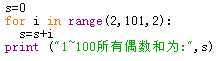 s=0
for i in range(2,101,2):
  s=s+i
print ("1~100所有偶数和为:",s)